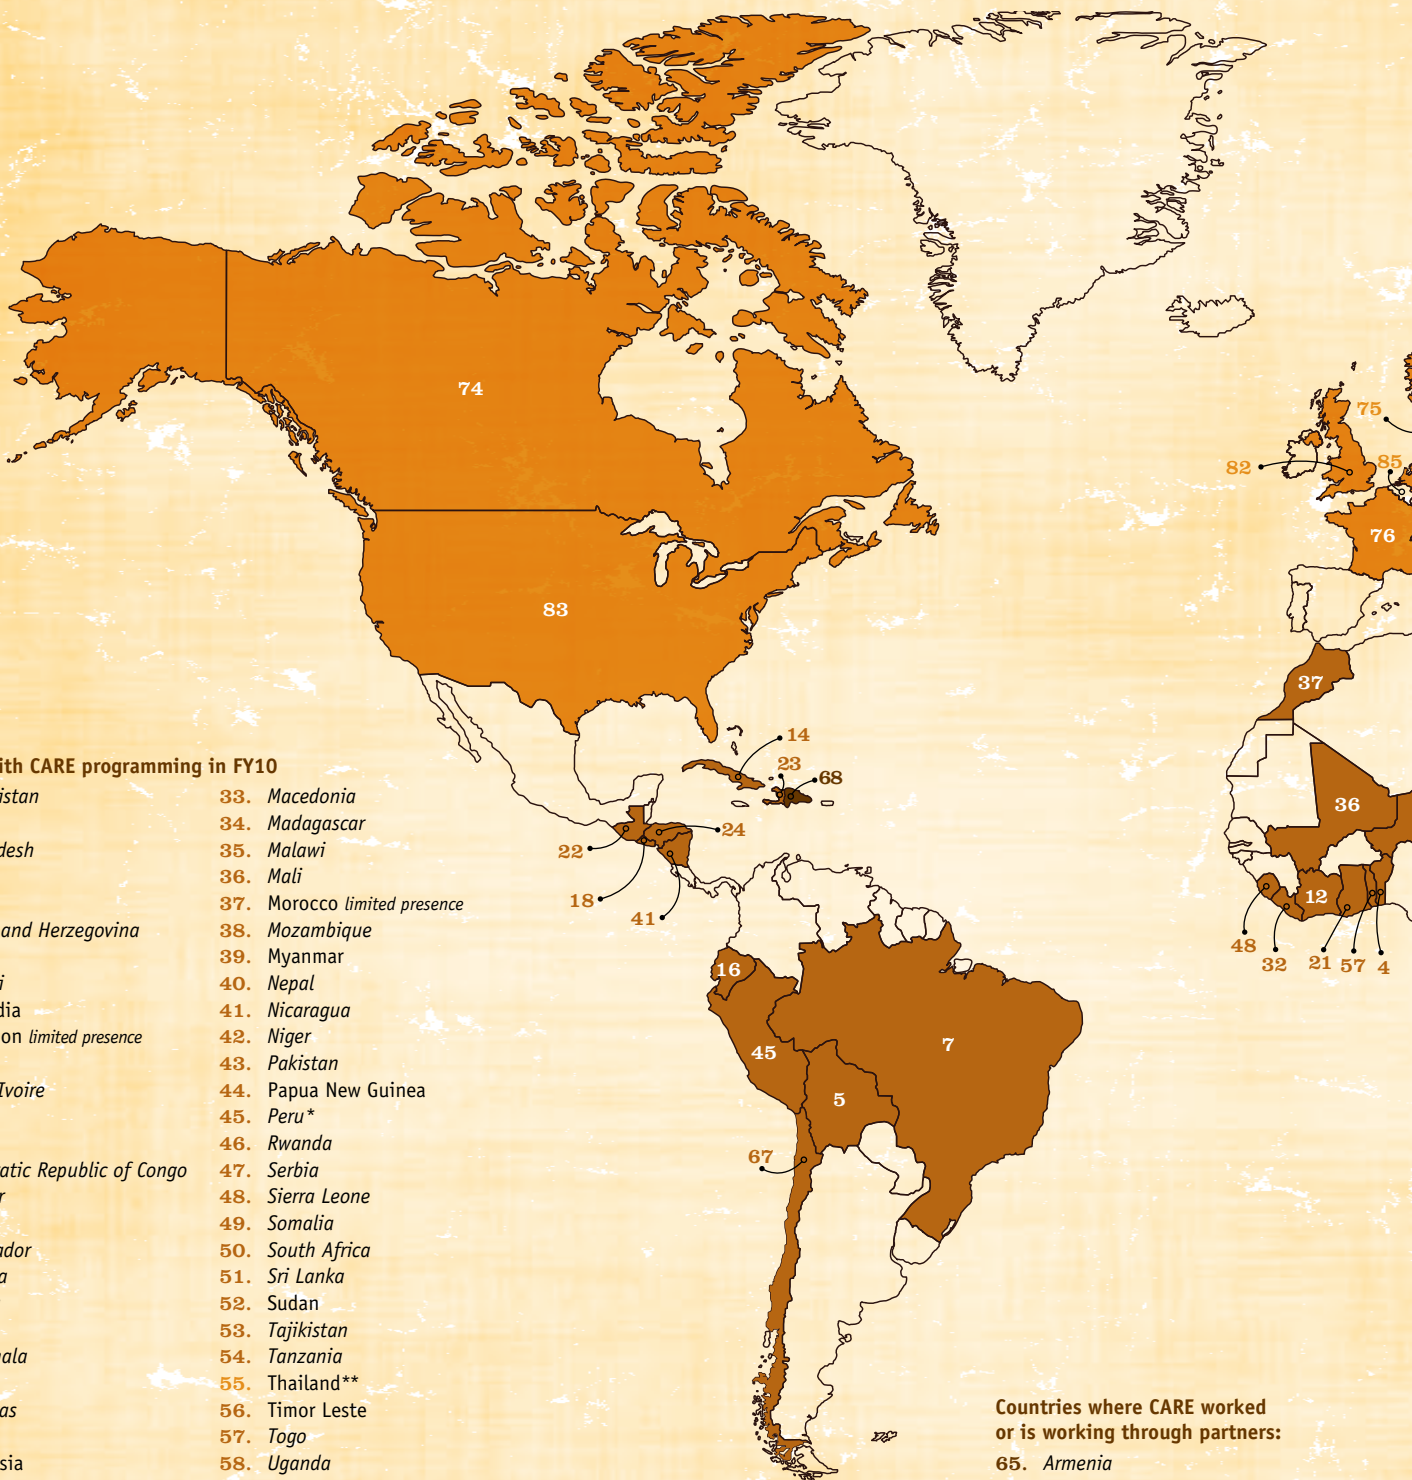 74
75
82
85
76
83
37
14
23
68
36
24
22
18
41
12
48
32
21
57
4
16
7
45
5
67
ith CARE programming in FY10
istan
desh
and Herzegovina
i
dia
on limited presence
Ivoire
atic Republic of Congo
r
ador
a
ala
as
sia
33. Macedonia
34. Madagascar
35. Malawi
36. Mali
37. Morocco limited presence
38. Mozambique
39. Myanmar
40. Nepal
41. Nicaragua
42. Niger
43. Pakistan
44. Papua New Guinea
45. Peru*
46. Rwanda
47. Serbia
48. Sierra Leone
49. Somalia
50. South Africa
51. Sri Lanka
52. Sudan
53. Tajikistan
54. Tanzania
55. Thailand**
56. Timor Leste
57. Togo
58. Uganda
Countries where CARE worked
or is working through partners:
65. Armenia